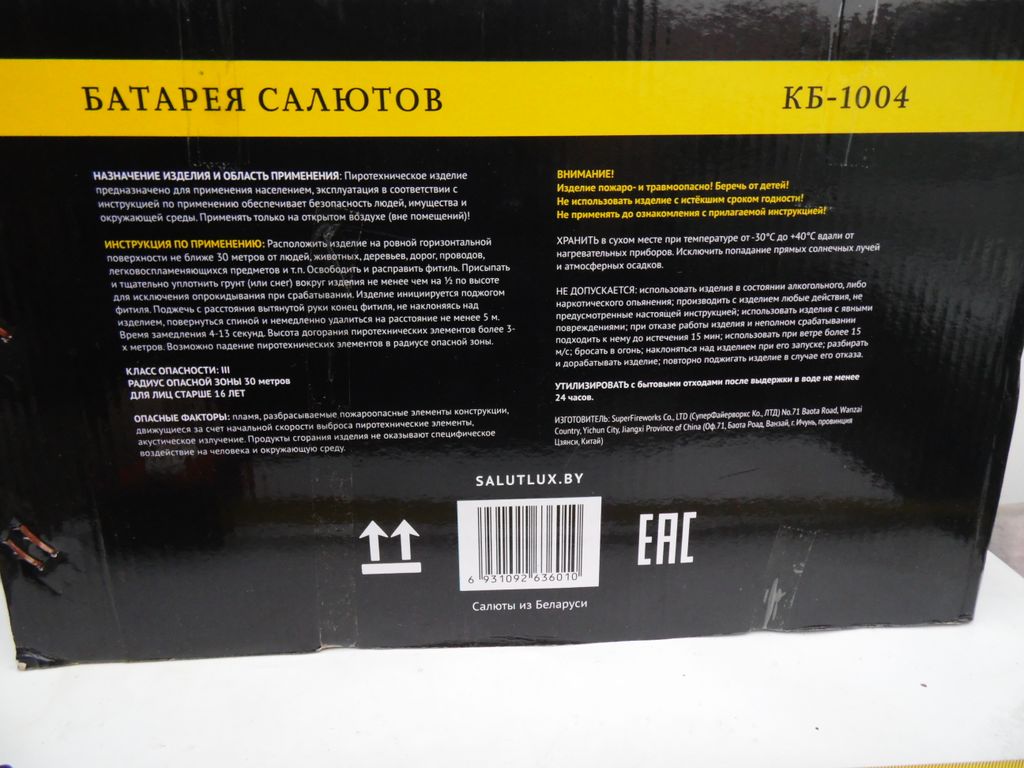 БАТАРЕЯ САЛЮТОВ
КБ-1004
НАЗНАЧЕНИЕ ИЗДЕЛИЯ И ОБЛАСТЬ ПРИМЕНЕНИЯ: Пиротехническое изделие
предназначено для применения населением, эксплуатация в соответствии с
инструкцией по применению обеспечивает безопасность людей, имущества и
окружающей среды. Применять только на открытом воздухе (вне помещений)!
ИНСТРУКЦИЯ ПО ПРИМЕНЕНИЮ: Расположить изделие на ровной горизонтальной
поверхности не ближе 30 метров от людей, животных, деревьев, дорог, проводов,
легковоспламеняющихся предметов и т.п. Освободить и расправить фитиль. Присыпать
и тщательно уплотнить грунт (или снег) вокруг изделия не менее чем на ½ по высоте
для исключения опрокидывания при срабатывании. Изделие инициируется поджогом
фитиля. Поджечь с расстояния вытянутой руки конец фитиля, не наклоняясь над
изделием, повернуться спиной и немедленно удалиться на расстояние не менее 5 м.
Время замедления 4-13 секунд. Высота догорания пиротехнических элементов более 3-
х метров. Возможно падение пиротехнических элементов в радиусе опасной зоны.
КЛАСС ОПАСНОСТИ: III
РАДИУС ОПАСНОЙ ЗОНЫ 30 метров
ДЛЯ ЛИЦ СТАРШЕ 16 ЛЕТ
ОПАСНЫЕ ФАКТОРЫ: пламя, разбрасываемые пожароопасные элементы конструкции,
движущиеся за счет начальной скорости выброса пиротехнические элементы,
акустическое излучение. Продукты сгорания изделия не оказывают специфическое
воздействие на человека и окружающую среду.
ВНИМАНИЕ!
Изделие пожаро- и травмоопасно! Беречь от детей!
Не использовать изделие с истёкшим сроком годности!
Не применять до ознакомления с прилагаемой инструкцией!
ХРАНИТЬ в сухом месте при температуре от -30°С до +40°С вдали от
нагревательных приборов. Исключить попадание прямых солнечных лучей
и атмосферных осадков.
НЕ ДОПУСКАЕТСЯ: использовать изделия в состоянии алкогольного, либо
наркотического опьянения; производить с изделием любые действия, не
предусмотренные настоящей инструкцией; использовать изделия с явными
повреждениями; при отказе работы изделия и неполном срабатывании
подходить к нему до истечения 15 мин; использовать при ветре более 15
м/с; бросать в огонь; наклоняться над изделием при его запуске; разбирать
и дорабатывать изделие; повторно поджигать изделие в случае его отказа.
УТИЛИЗИРОВАТЬ с бытовыми отходами после выдержки в воде не менее
24 часов.
ИЗГОТОВИТЕЛЬ: SuperFireworks Co., LTD (СуперФайерворкс Ко., ЛТД) No.71 Baota Road, Wanzai
Country, Yichun City, Jiangxi Province of China (Оф.71, Баота Роад, Ванзай, г. Ичунь, провинция
Цзянси, Китай)
SALUTLUX.BY
6 931092 636010
EAC
Салюты из Беларуси